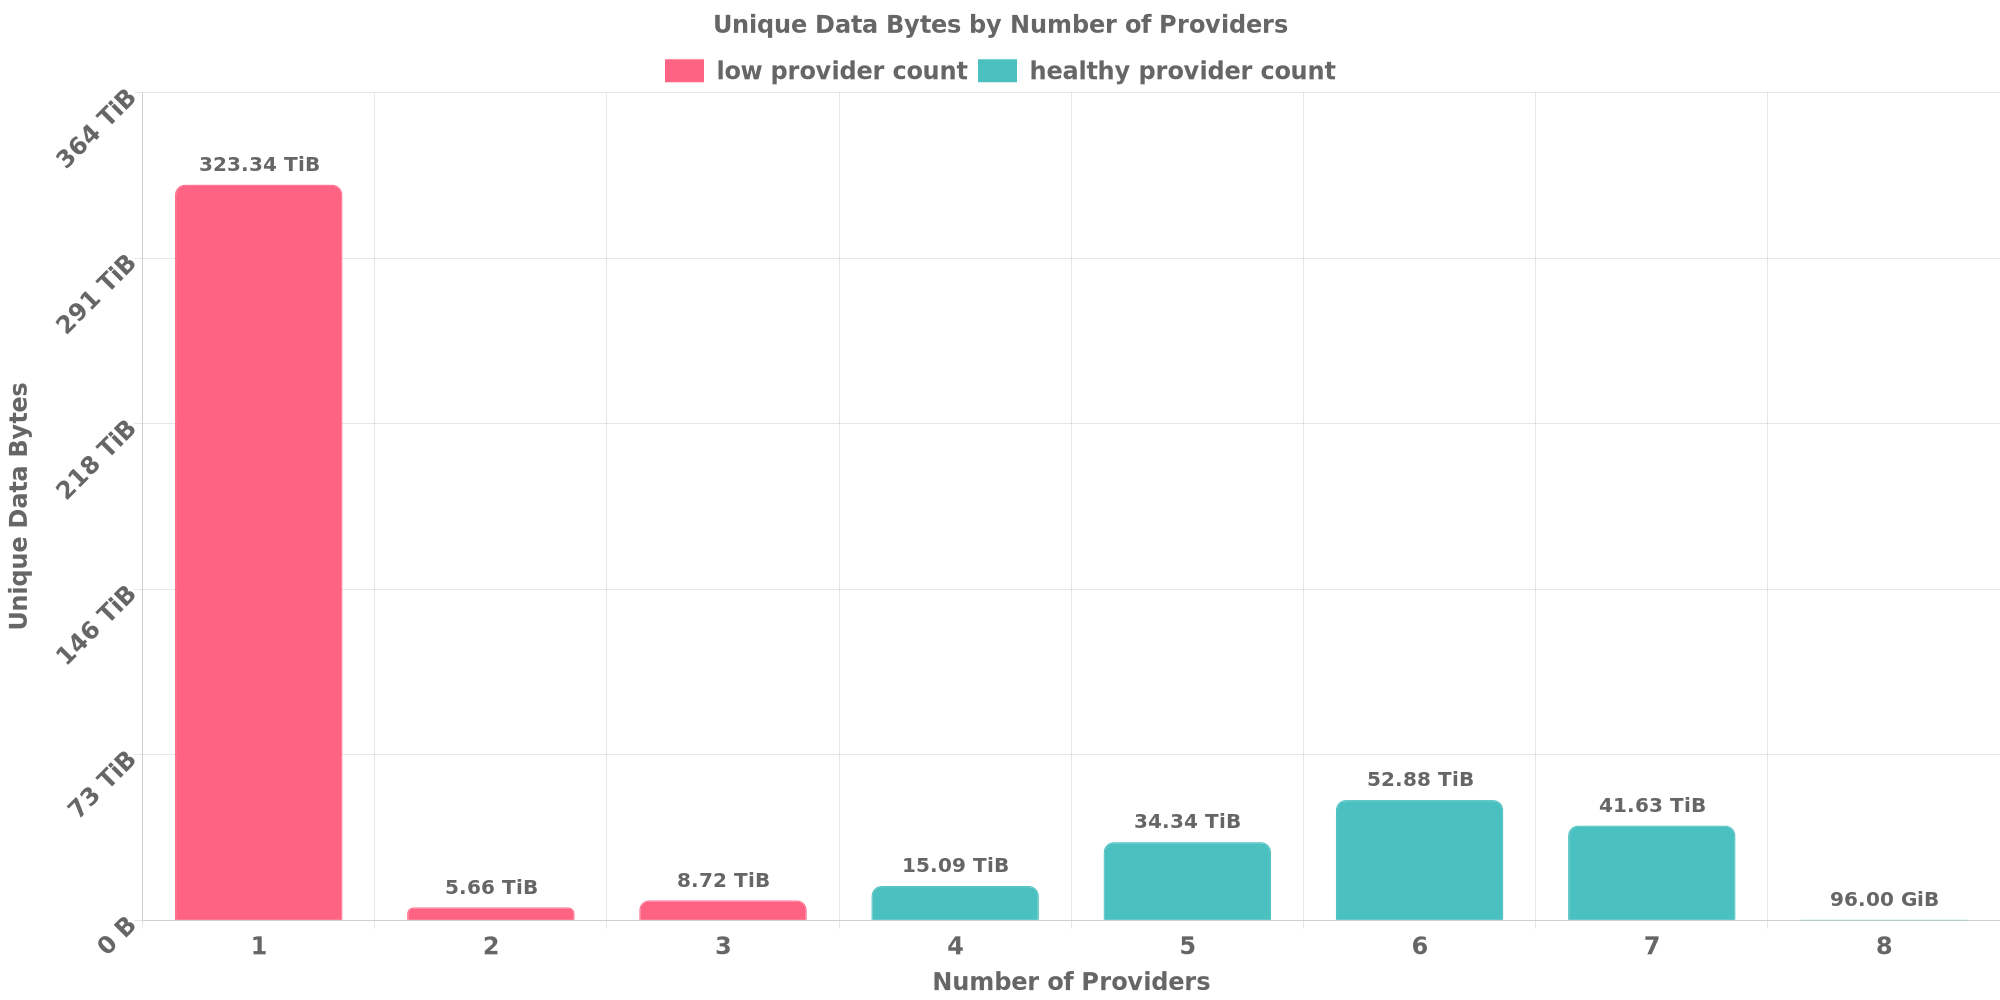 Unique Data Bytes by Number of Providers
low provider count healthy provider count
364 TiB
291 TiB
218 TiB
146 TiB
73 TiB
0 B
Unique Data Bytes
323.34 TiB
5.66 TiB
8.72 TiB
15.09 TiB
34.34 TiB
52.88 TiB
41.63 TiB
96.00 GiB
1 2 3 4 5 6 7 8
Number of Providers